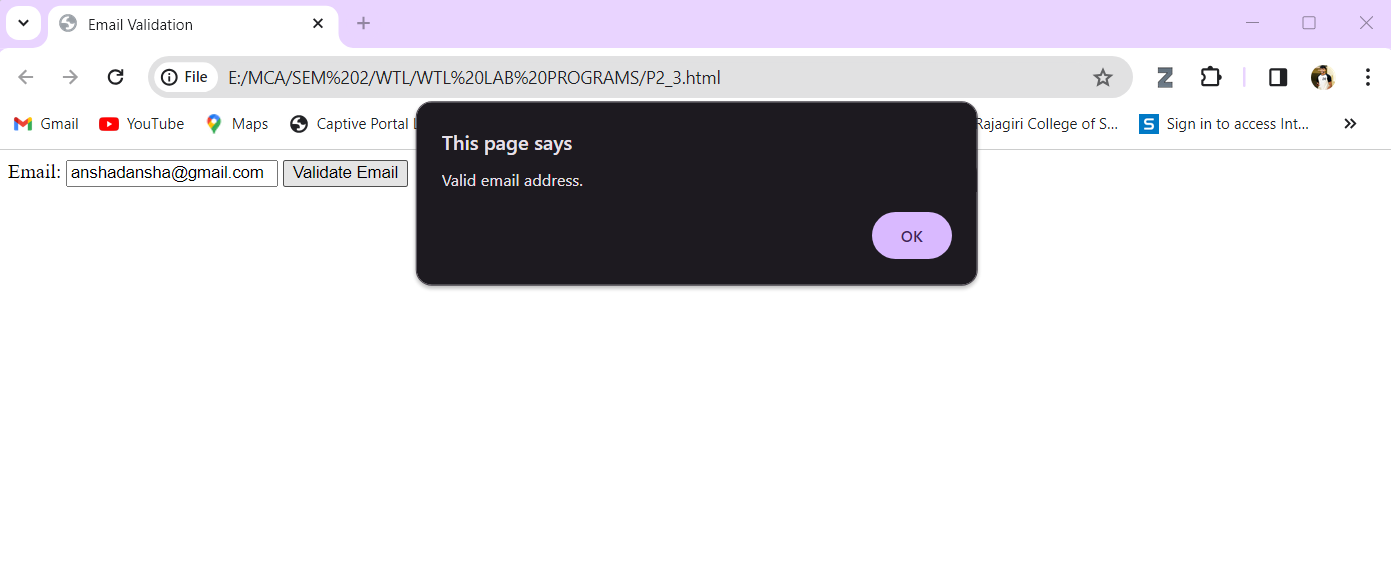 Email Validation
File E:/MCA/SEM%202/WTL/WTL%20LAB%20PROGRAMS/P2_3.html
Gmail YouTube Maps Captive Portal Rajagiri College of S... Sign in to access Int...
This page says
Valid email address.
OK
Email: anshadansha@gmail.com Validate Email